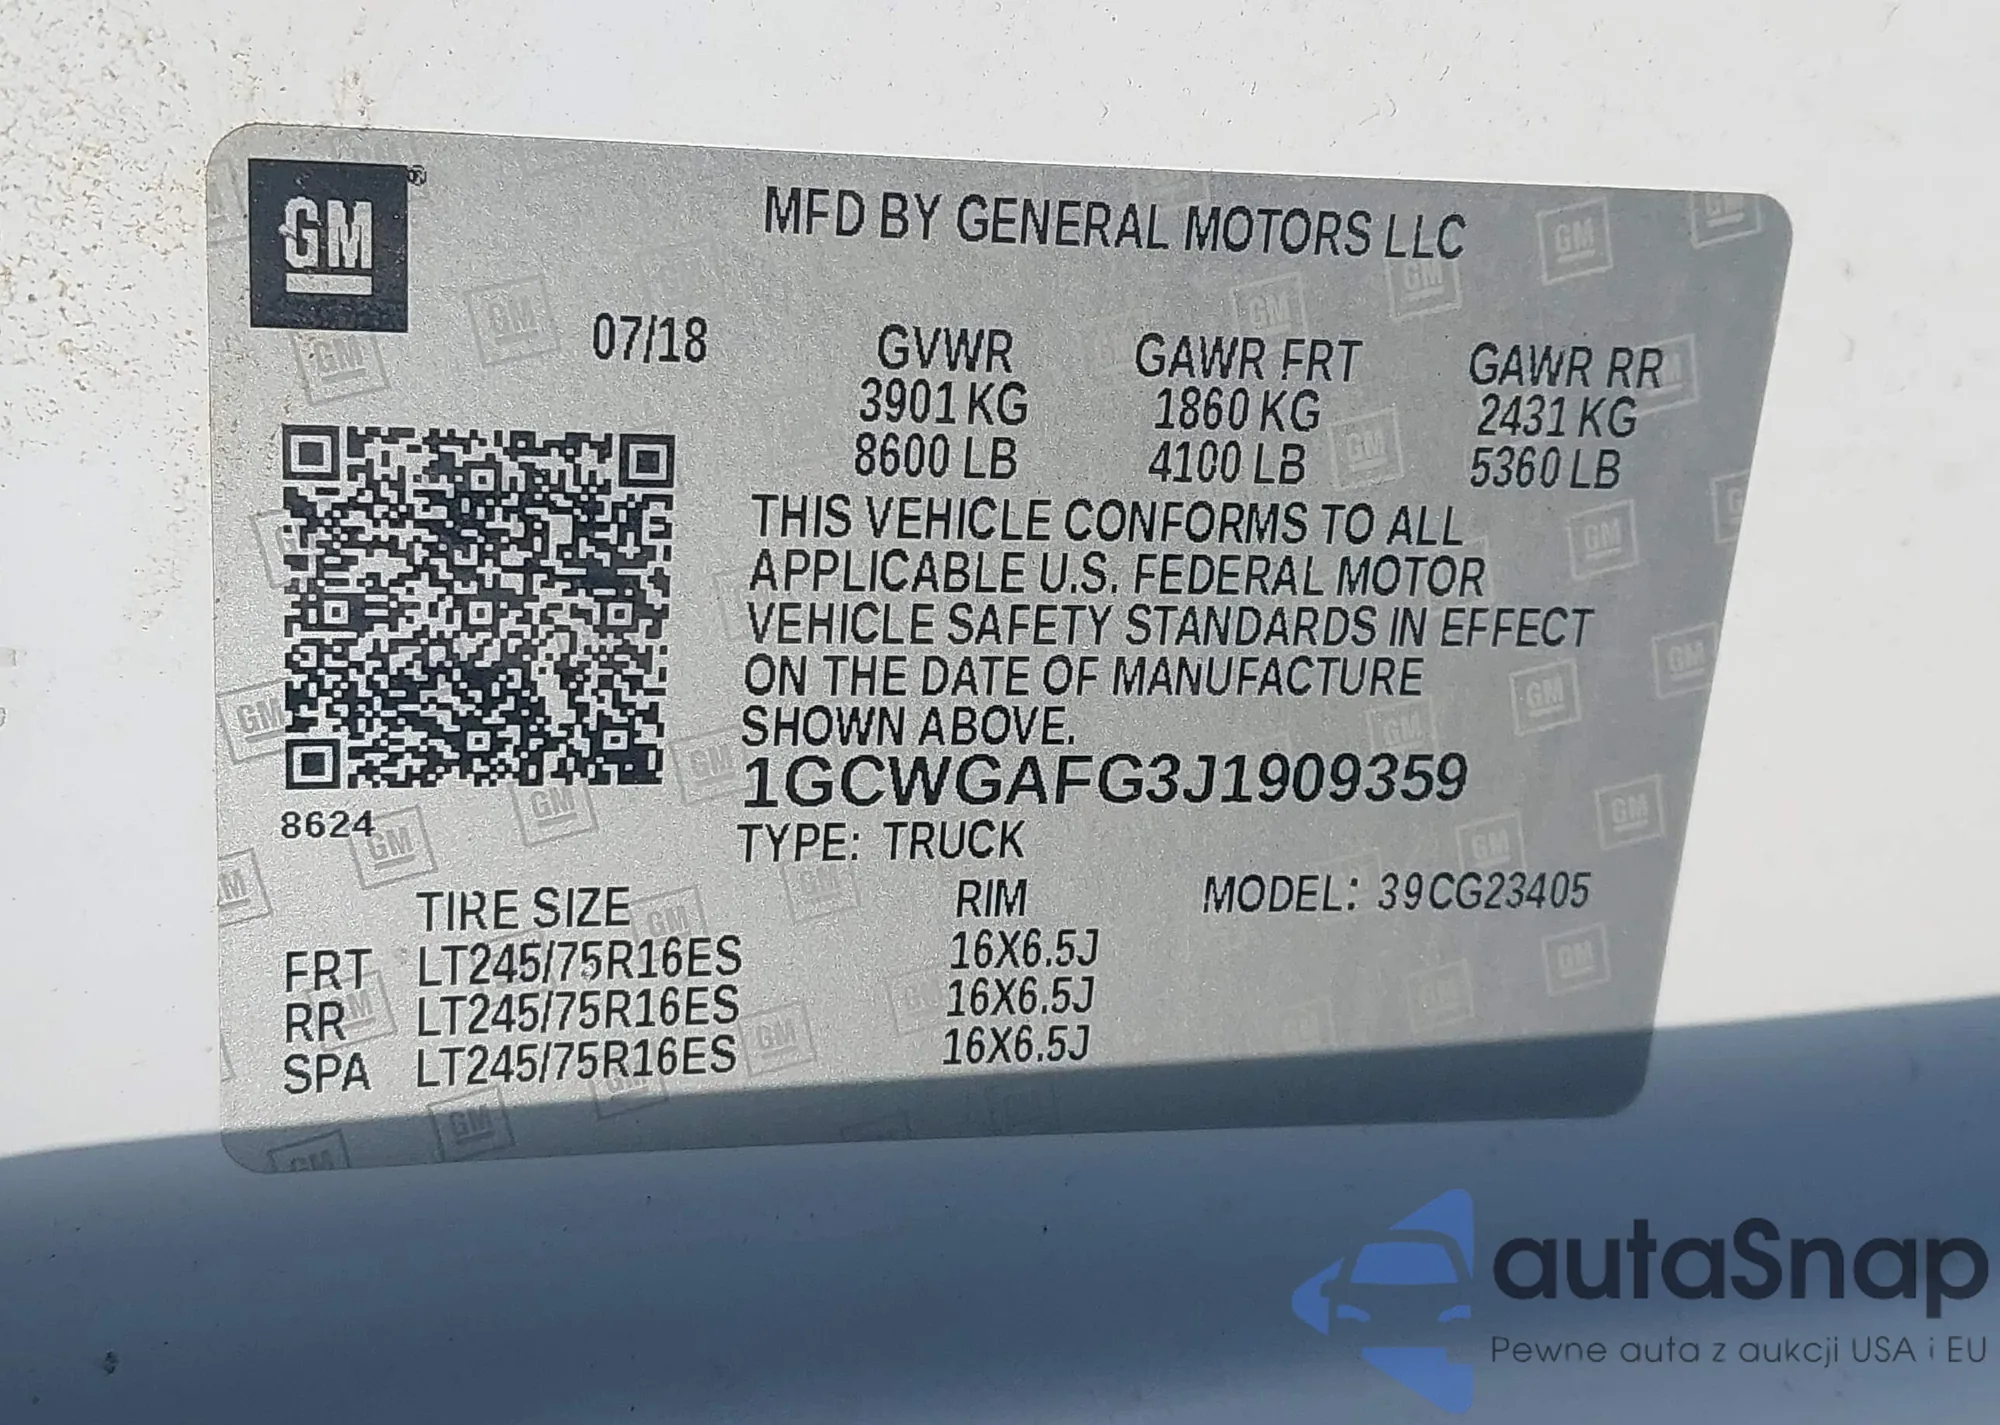 GM®
MFD BY GENERAL MOTORS LLC
07/18 GVWR GAWR FRT GAWR RR
3901 KG 1860 KG 2431 KG
8600 LB 4100 LB 5360 LB
THIS VEHICLE CONFORMS TO ALL
APPLICABLE U.S. FEDERAL MOTOR
VEHICLE SAFETY STANDARDS IN EFFECT
ON THE DATE OF MANUFACTURE
SHOWN ABOVE.
1GCWGAFG3J1909359
8624
TYPE: TRUCK
TIRE SIZE RIM MODEL: 39CG23405
FRT LT245/75R16ES 16X6.5J
RR LT245/75R16ES 16X6.5J
SPA LT245/75R16ES 16X6.5J
autaSnap
Pewne auta z aukcji USA i EU